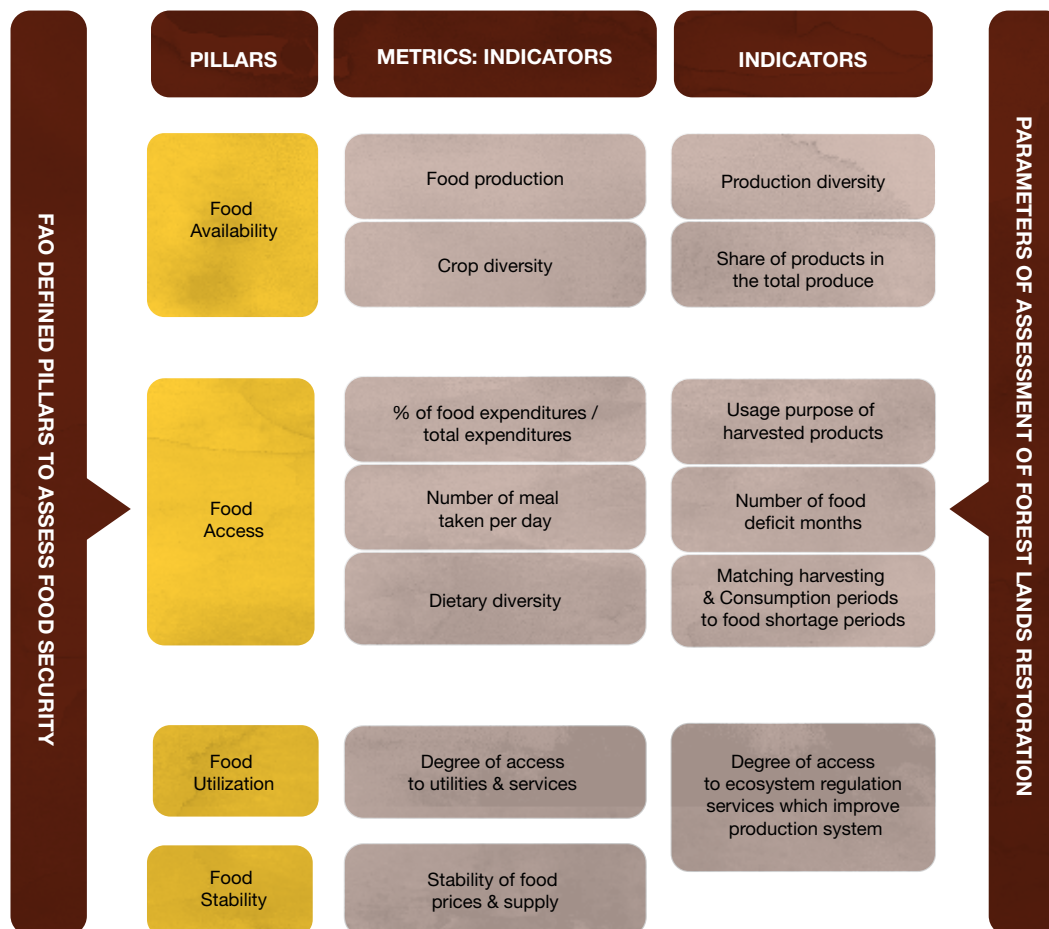 FAO DEFINED PILLARS TO ASSESS FOOD SECURITY
PILLARS
METRICS: INDICATORS
INDICATORS
Food
Availability
Food production
Production diversity
Crop diversity
Share of products in
the total produce
Food
Access
% of food expenditures /
total expenditures
Usage purpose of
harvested products
Number of meal
taken per day
Number of food
deficit months
Dietary diversity
Matching harvesting
& Consumption periods
to food shortage periods
Food
Utilization
Degree of access
to utilities & services
Degree of access
to ecosystem regulation
services which improve
production system
Food
Stability
Stability of food
prices & supply
PARAMETERS OF ASSESSMENT OF FOREST LANDS RESTORATION